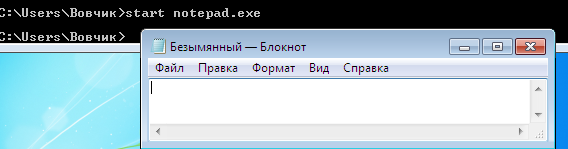 C:\Users\Вовчик>start notepad.exe
C:\Users\Вовчик>
Безымянный — Блокнот
Файл Правка Формат Вид Справка